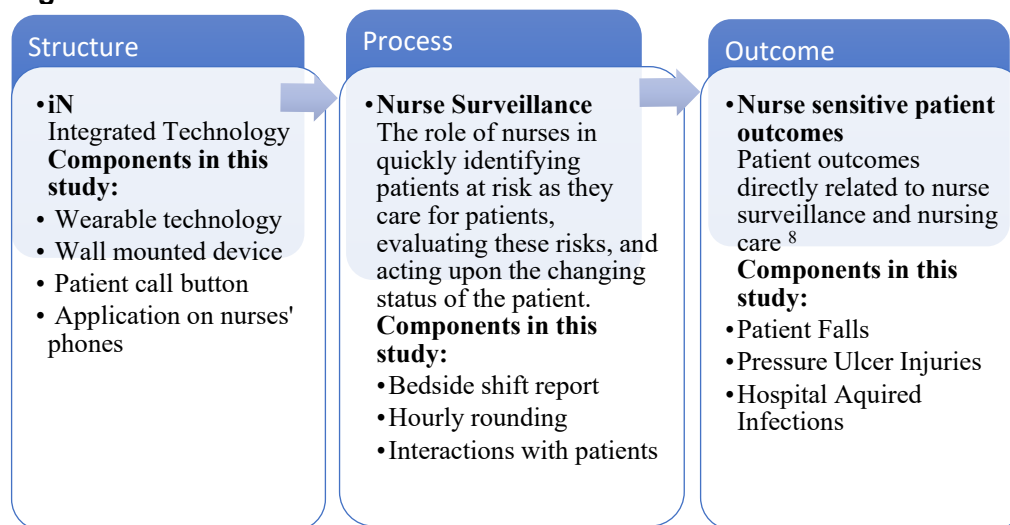 Structure
• iN
Integrated Technology
Components in this
study:
• Wearable technology
• Wall mounted device
• Patient call button
• Application on nurses'
phones
Process
• Nurse Surveillance
The role of nurses in
quickly identifying
patients at risk as they
care for patients,
evaluating these risks, and
acting upon the changing
status of the patient.
Components in this
study:
• Bedside shift report
• Hourly rounding
• Interactions with patients
Outcome
• Nurse sensitive patient
outcomes
Patient outcomes
directly related to nurse
surveillance and nursing
care 8
Components in this
study:
• Patient Falls
• Pressure Ulcer Injuries
• Hospital Aquired
Infections